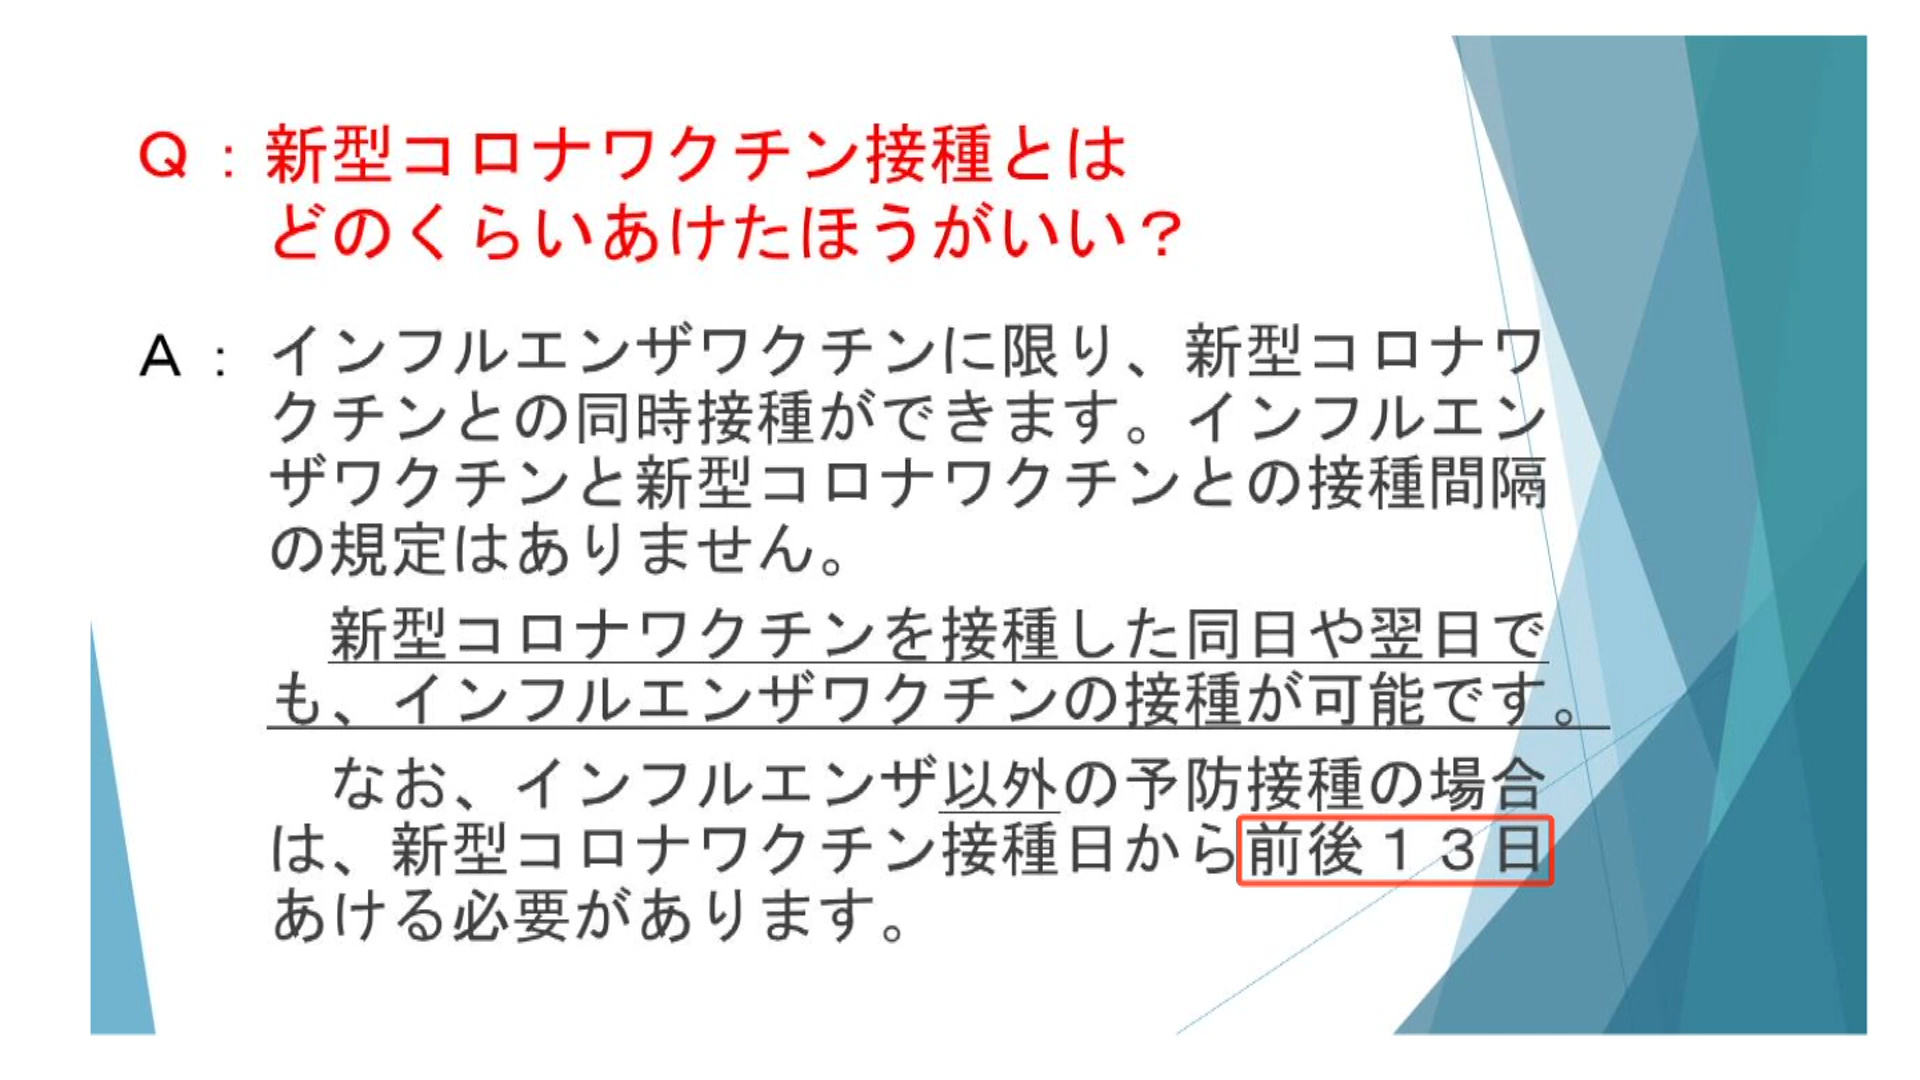 Ｑ：新型コロナワクチン接種とは
どのくらいあけたほうがいい？
Ａ：インフルエンザワクチンに限り、新型コロナワ
クチンとの同時接種ができます。インフルエン
ザワクチンと新型コロナワクチンとの接種間隔
の規定はありません。
新型コロナワクチンを接種した同日や翌日で
も、インフルエンザワクチンの接種が可能です。
なお、インフルエンザ以外の予防接種の場合
は、新型コロナワクチン接種日から前後１３日
あける必要があります。